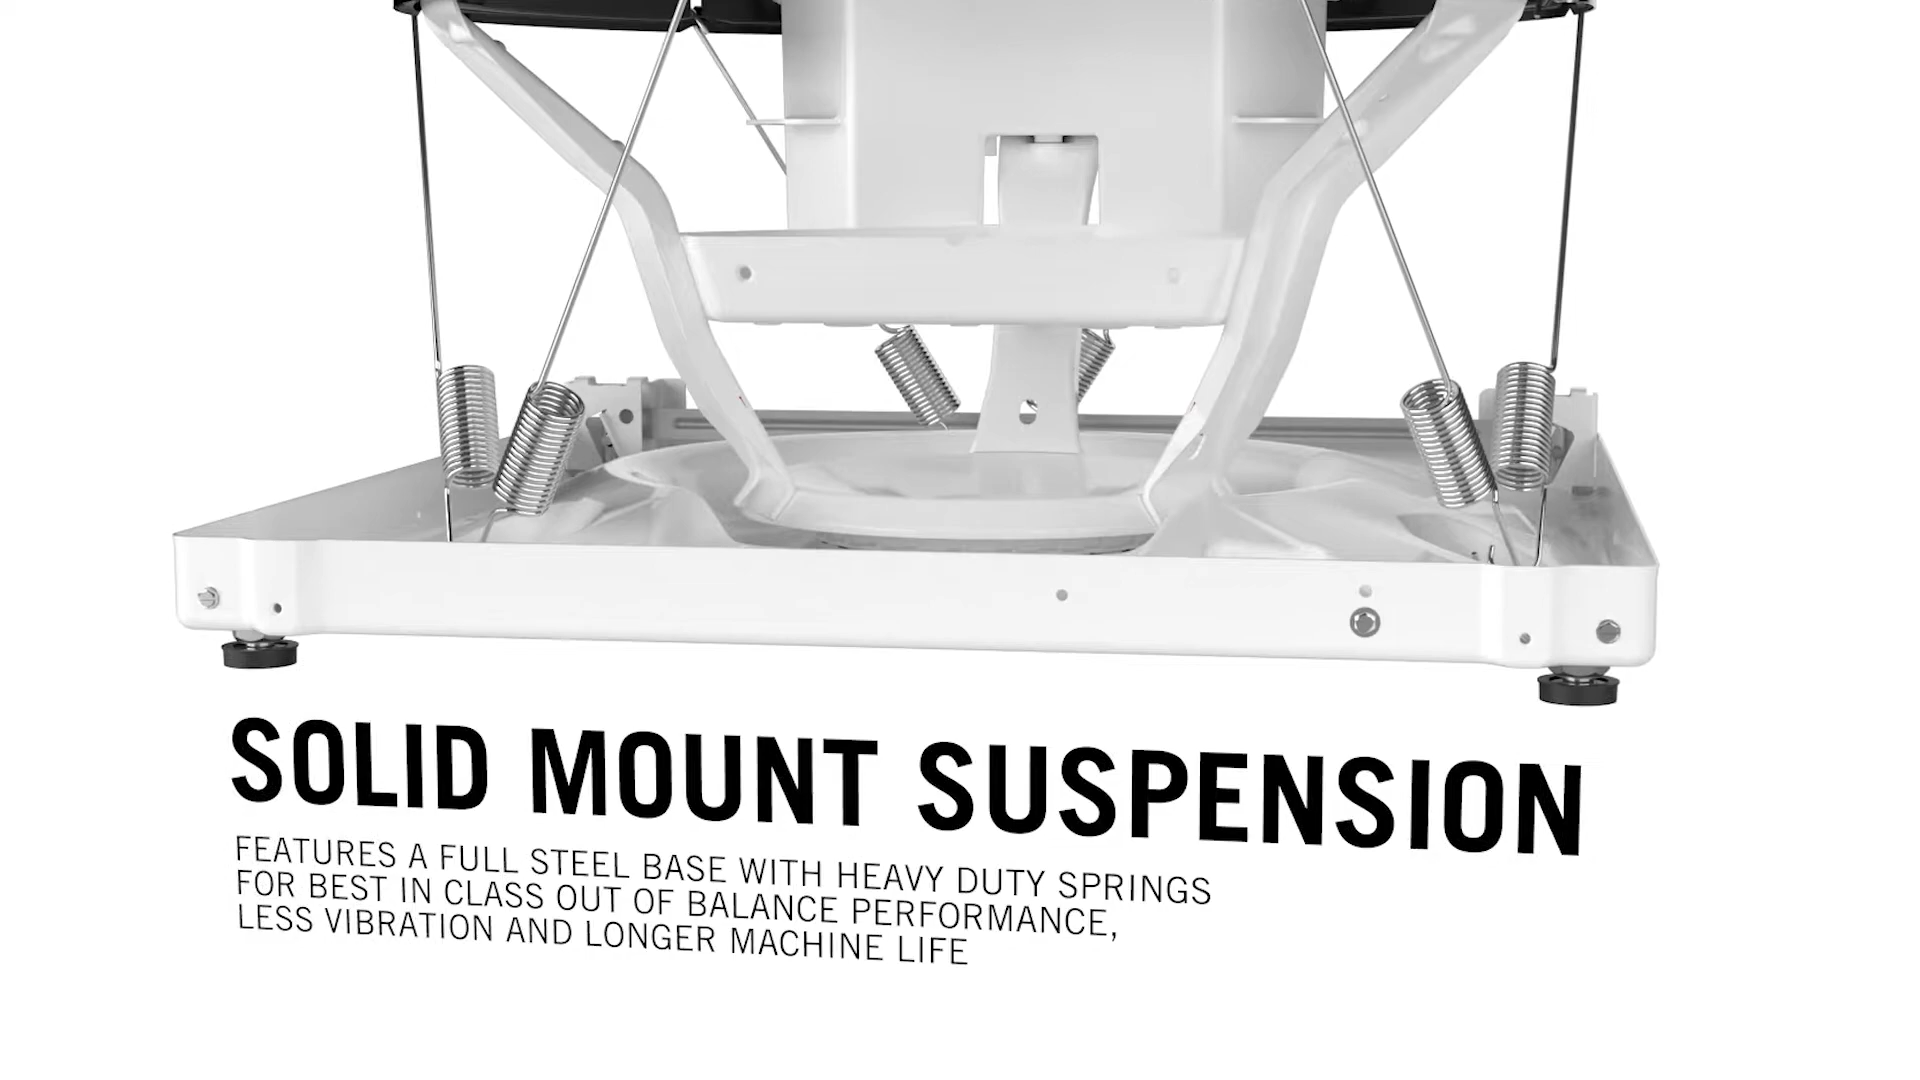 SOLID MOUNT SUSPENSION
FEATURES A FULL STEEL BASE WITH HEAVY DUTY SPRINGS
FOR BEST IN CLASS OUT OF BALANCE PERFORMANCE,
LESS VIBRATION AND LONGER MACHINE LIFE